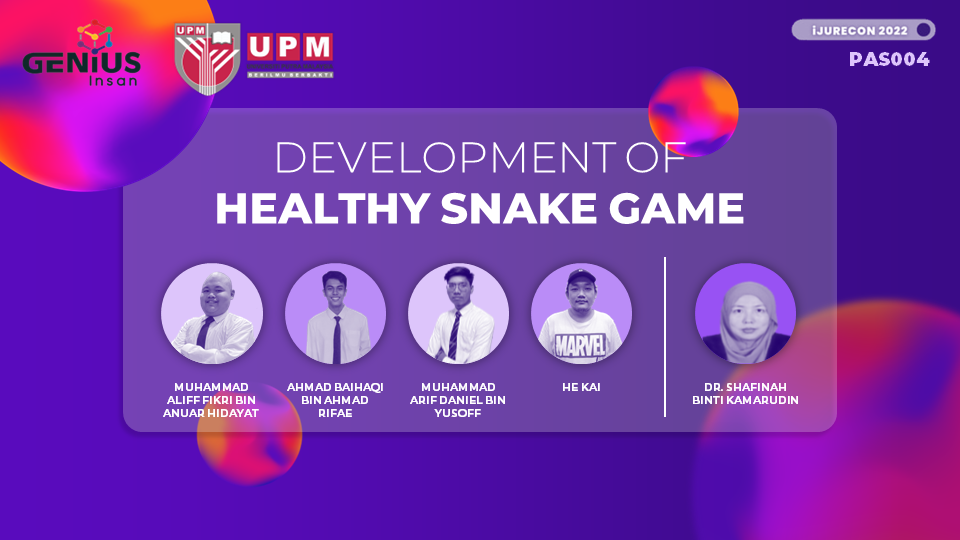 GENiUS
Insan
UPM
UPM
BERILMU BERBAKTI
iJURECON 2022
PAS004
DEVELOPMENT OF
HEALTHY SNAKE GAME
MARVEL
MUHAMMAD
ALIFF FIKRI BIN
ANUAR HIDAYAT
AHMAD BAIHAQI
BIN AHMAD
RIFAE
MUHAMMAD
ARIF DANIEL BIN
YUSOFF
HE KAI
DR. SHAFINAH
BINTI KAMARUDIN